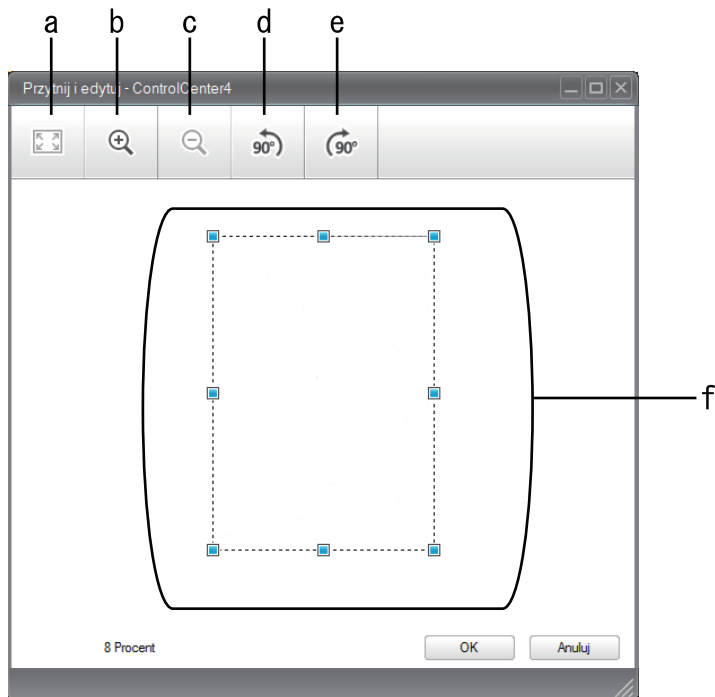 a b c d e
Przytnij i edytuj - ControlCenter4
90° 90°
f
8 Procent OK Anuluj